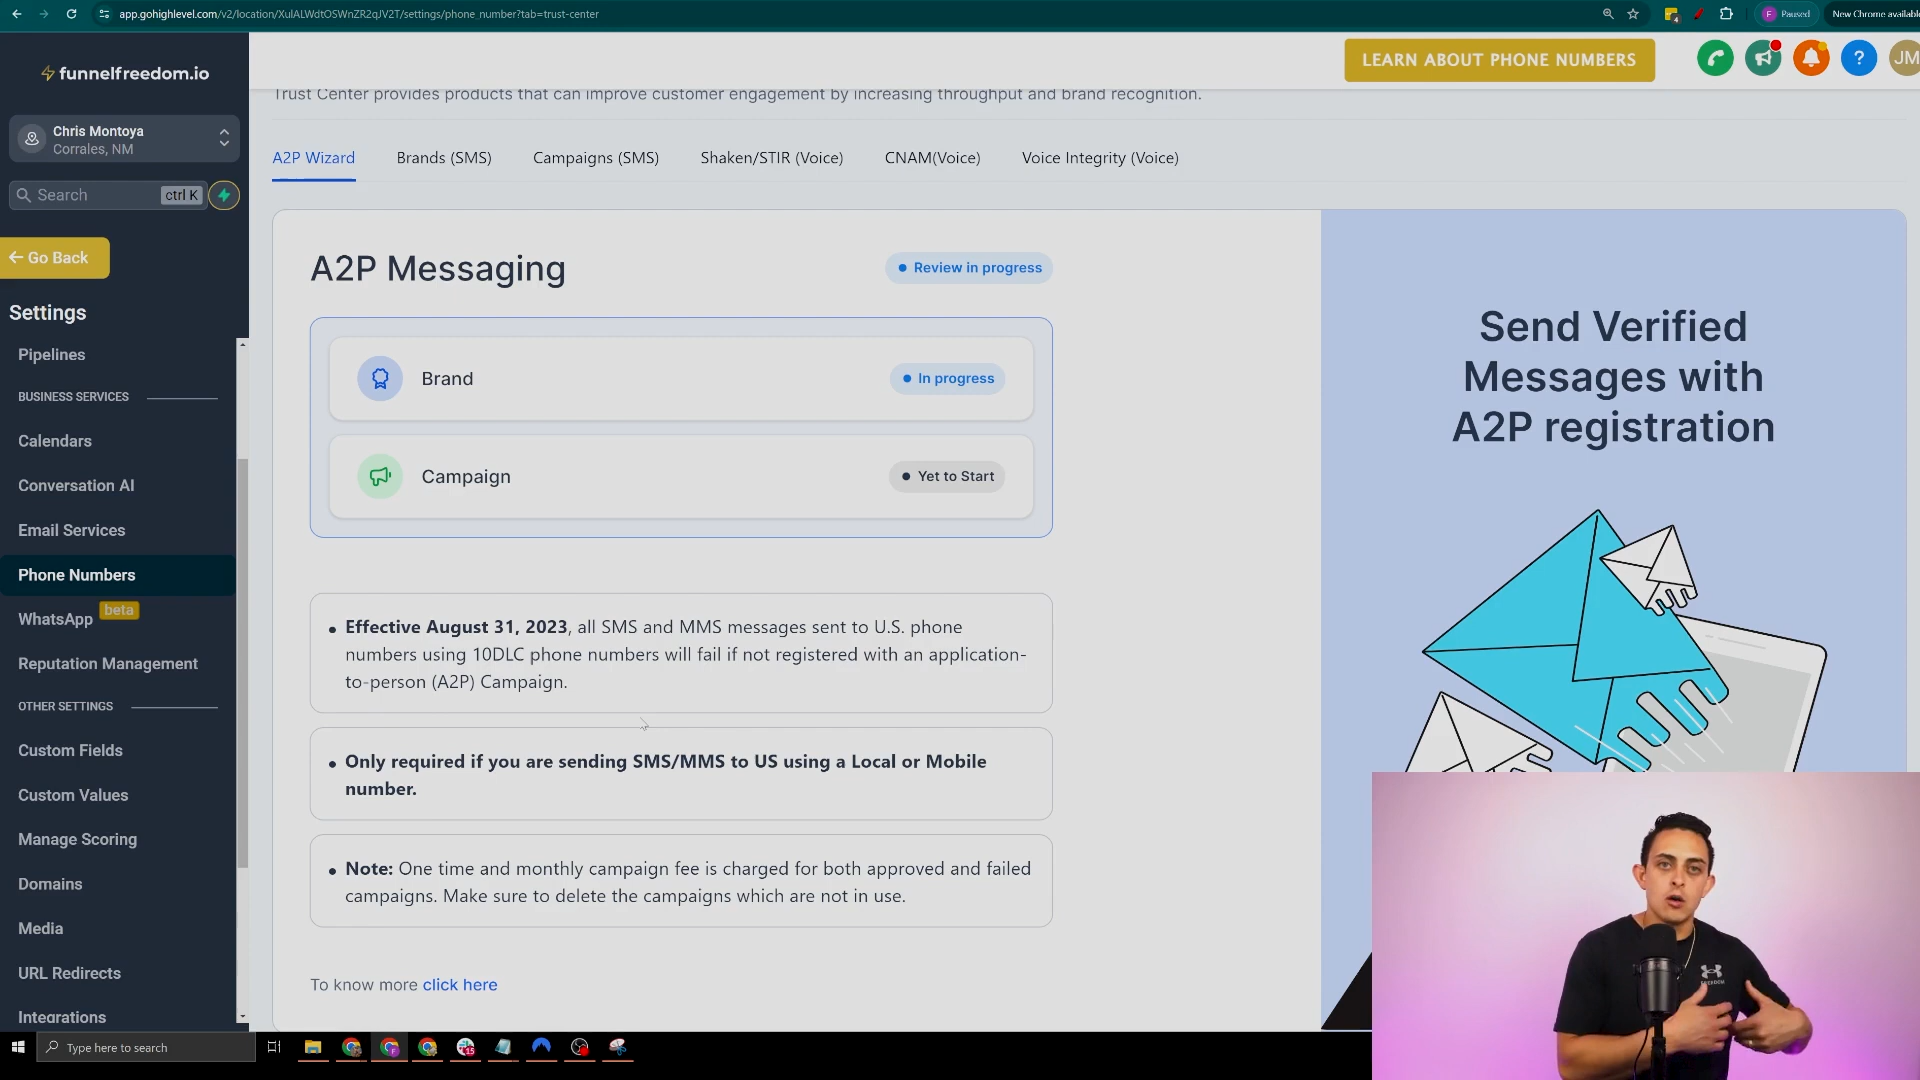 app.gohighlevel.com/v2/location/XulALWdtOSWnZR2qJV2T/settings/phone_number?tab=trust-center
4
F Paused
New Chrome available
funnelfreedom.io
LEARN ABOUT PHONE NUMBERS
?
JM
Chris Montoya
Corrales, NM
Search
ctrl K
Go Back
Settings
Pipelines
BUSINESS SERVICES
Calendars
Conversation AI
Email Services
Phone Numbers
WhatsApp beta
Reputation Management
OTHER SETTINGS
Custom Fields
Custom Values
Manage Scoring
Domains
Media
URL Redirects
Integrations
Trust Center provides products that can improve customer engagement by increasing throughput and brand recognition.
A2P Wizard
Brands (SMS)
Campaigns (SMS)
Shaken/STIR (Voice)
CNAM(Voice)
Voice Integrity (Voice)
A2P Messaging
Review in progress
Brand
In progress
Campaign
Yet to Start
Effective August 31, 2023, all SMS and MMS messages sent to U.S. phone
numbers using 10DLC phone numbers will fail if not registered with an application-
to-person (A2P) Campaign.
Only required if you are sending SMS/MMS to US using a Local or Mobile
number.
Note: One time and monthly campaign fee is charged for both approved and failed
campaigns. Make sure to delete the campaigns which are not in use.
To know more click here
Send Verified
Messages with
A2P registration
Type here to search
15